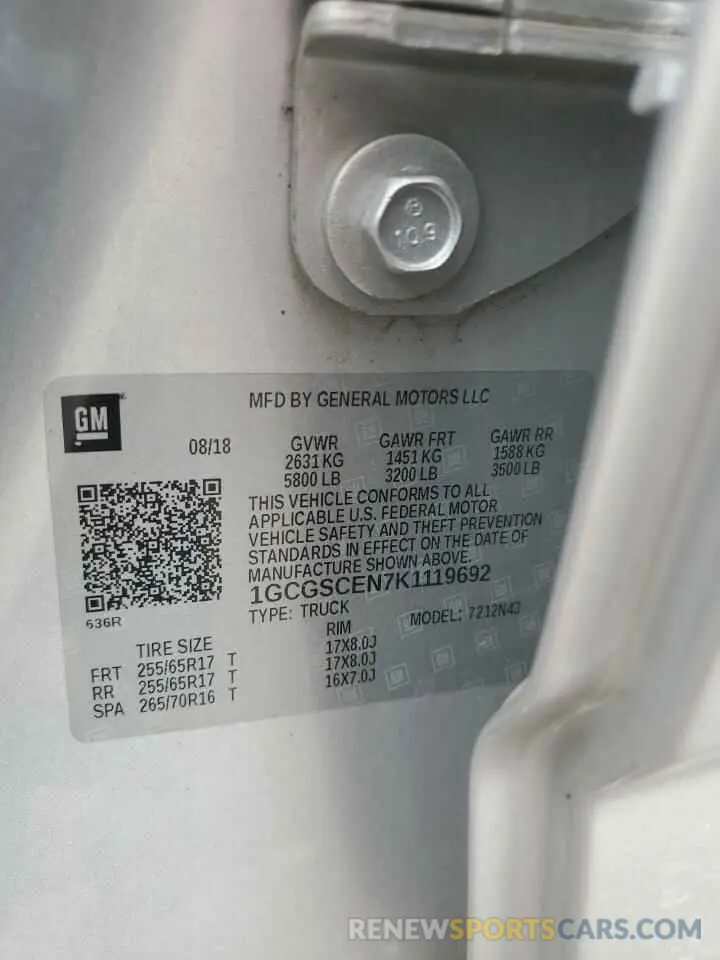 8
10.9
GM
MFD BY GENERAL MOTORS LLC
08/18
GVWR GAWR FRT GAWR RR
2631 KG 1451 KG 1588 KG
5800 LB 3200 LB 3500 LB
THIS VEHICLE CONFORMS TO ALL
APPLICABLE U.S. FEDERAL MOTOR
VEHICLE SAFETY AND THEFT PREVENTION
STANDARDS IN EFFECT ON THE DATE OF
MANUFACTURE SHOWN ABOVE.
1GCGSCEN7K1119692
TYPE: TRUCK MODEL: 7212N43
636R
TIRE SIZE RIM
FRT 255/65R17 T 17X8.0J
RR 255/65R17 T 17X8.0J
SPA 265/70R16 T 16X7.0J
RENEWSPORTSCARS.COM